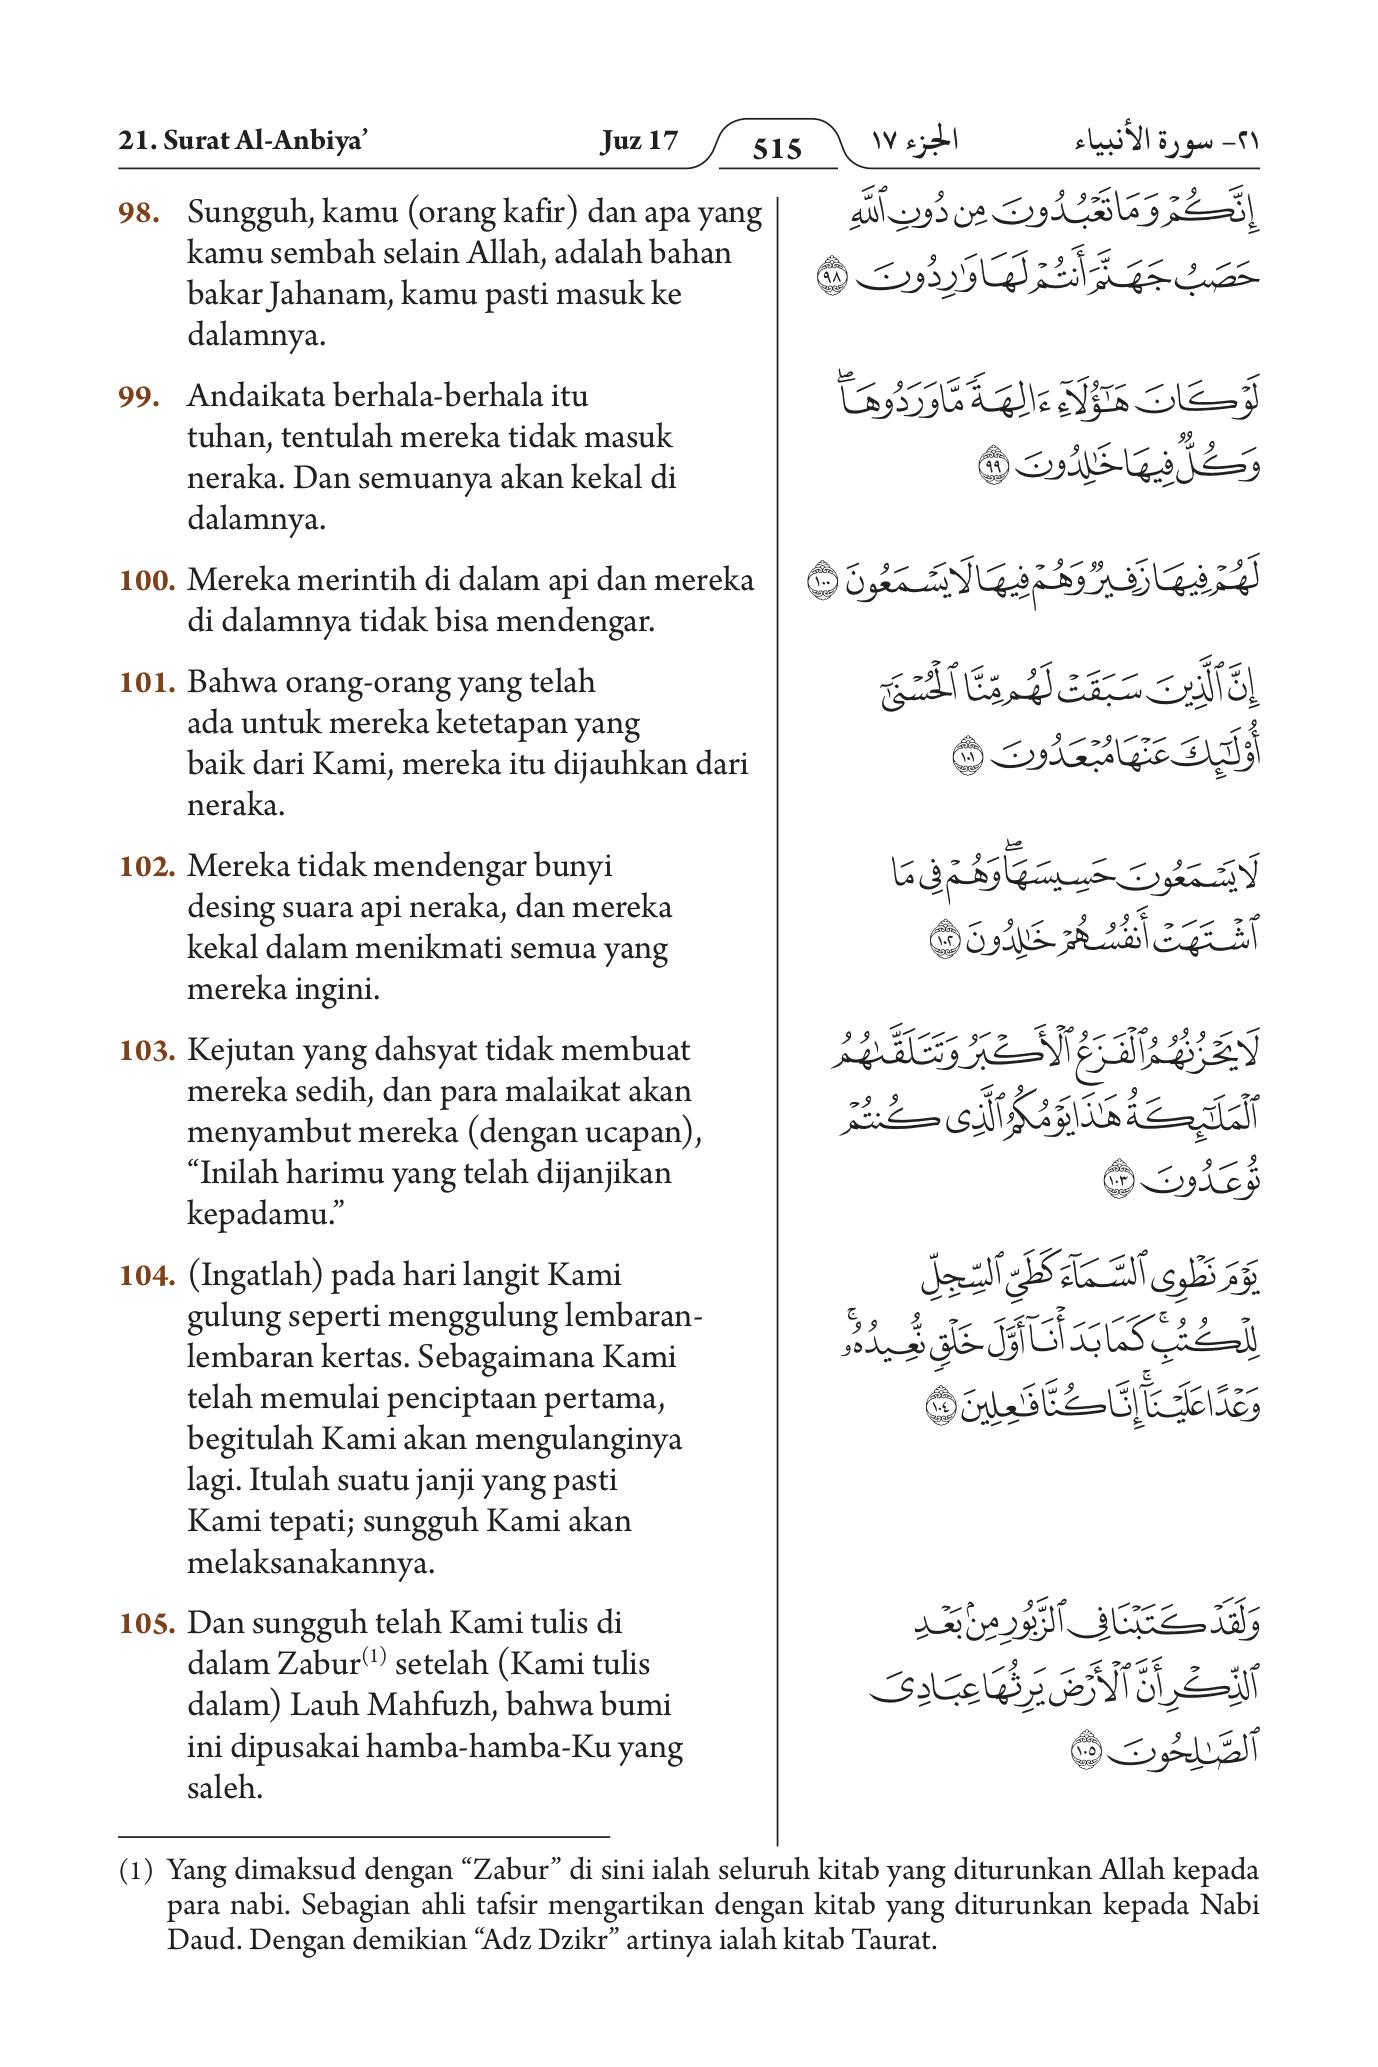 21. Surat Al-Anbiya’ Juz 17 515 الجزء ١٧ ٢١- سورة الأنبياء
98. Sungguh, kamu (orang kafir) dan apa yang
kamu sembah selain Allah, adalah bahan
bakar Jahanam, kamu pasti masuk ke
dalamnya.
99. Andaikata berhala-berhala itu
tuhan, tentulah mereka tidak masuk
neraka. Dan semuanya akan kekal di
dalamnya.
100. Mereka merintih di dalam api dan mereka
di dalamnya tidak bisa mendengar.
101. Bahwa orang-orang yang telah
ada untuk mereka ketetapan yang
baik dari Kami, mereka itu dijauhkan dari
neraka.
102. Mereka tidak mendengar bunyi
desing suara api neraka, dan mereka
kekal dalam menikmati semua yang
mereka ingini.
103. Kejutan yang dahsyat tidak membuat
mereka sedih, dan para malaikat akan
menyambut mereka (dengan ucapan),
“Inilah harimu yang telah dijanjikan
kepadamu.”
104. (Ingatlah) pada hari langit Kami
gulung seperti menggulung lembaran-
lembaran kertas. Sebagaimana Kami
telah memulai penciptaan pertama,
begitulah Kami akan mengulanginya
lagi. Itulah suatu janji yang pasti
Kami tepati; sungguh Kami akan
melaksanakannya.
105. Dan sungguh telah Kami tulis di
dalam Zabur(1) setelah (Kami tulis
dalam) Lauh Mahfuzh, bahwa bumi
ini dipusakai hamba-hamba-Ku yang
saleh.
إِنَّكُمْ وَمَا تَعْبُدُونَ مِن دُونِ ٱللَّهِ
حَصَبُ جَهَنَّمَ أَنتُمْ لَهَا وَٰرِدُونَ ٩٨
لَوْ كَانَ هَٰٓؤُلَآءِ ءَالِهَةً مَّا وَرَدُوهَاۖ
وَكُلٌّ فِيهَا خَٰلِدُونَ ٩٩
لَهُمْ فِيهَا زَفِيرٌ وَهُمْ فِيهَا لَا يَسْمَعُونَ ١٠٠
إِنَّ ٱلَّذِينَ سَبَقَتْ لَهُم مِّنَّا ٱلْحُسْنَىٰٓ
أُو۟لَٰٓئِكَ عَنْهَا مُبْعَدُونَ ١٠١
لَا يَسْمَعُونَ حَسِيسَهَاۖ وَهُمْ فِى مَا
ٱشْتَهَتْ أَنفُسُهُمْ خَٰلِدُونَ ١٠٢
لَا يَحْزُنُهُمُ ٱلْفَزَعُ ٱلْأَكْبَرُ وَتَتَلَقَّىٰهُمُ
ٱلْمَلَٰٓئِكَةُ هَٰذَا يَوْمُكُمُ ٱلَّذِى كُنتُمْ
تُوعَدُونَ ١٠٣
يَوْمَ نَطْوِى ٱلسَّمَآءَ كَطَىِّ ٱلسِّجِلِّ
لِلْكُتُبِۚ كَمَا بَدَأْنَآ أَوَّلَ خَلْقٍ نُّعِيدُهُۥۚ
وَعْدًا عَلَيْنَآۚ إِنَّا كُنَّا فَٰعِلِينَ ١٠٤
وَلَقَدْ كَتَبْنَا فِى ٱلزَّبُورِ مِنۢ بَعْدِ
ٱلذِّكْرِ أَنَّ ٱلْأَرْضَ يَرِثُهَا عِبَادِىَ
ٱلصَّٰلِحُونَ ١٠٥
(1) Yang dimaksud dengan “Zabur” di sini ialah seluruh kitab yang diturunkan Allah kepada
para nabi. Sebagian ahli tafsir mengartikan dengan kitab yang diturunkan kepada Nabi
Daud. Dengan demikian “Adz Dzikr” artinya ialah kitab Taurat.